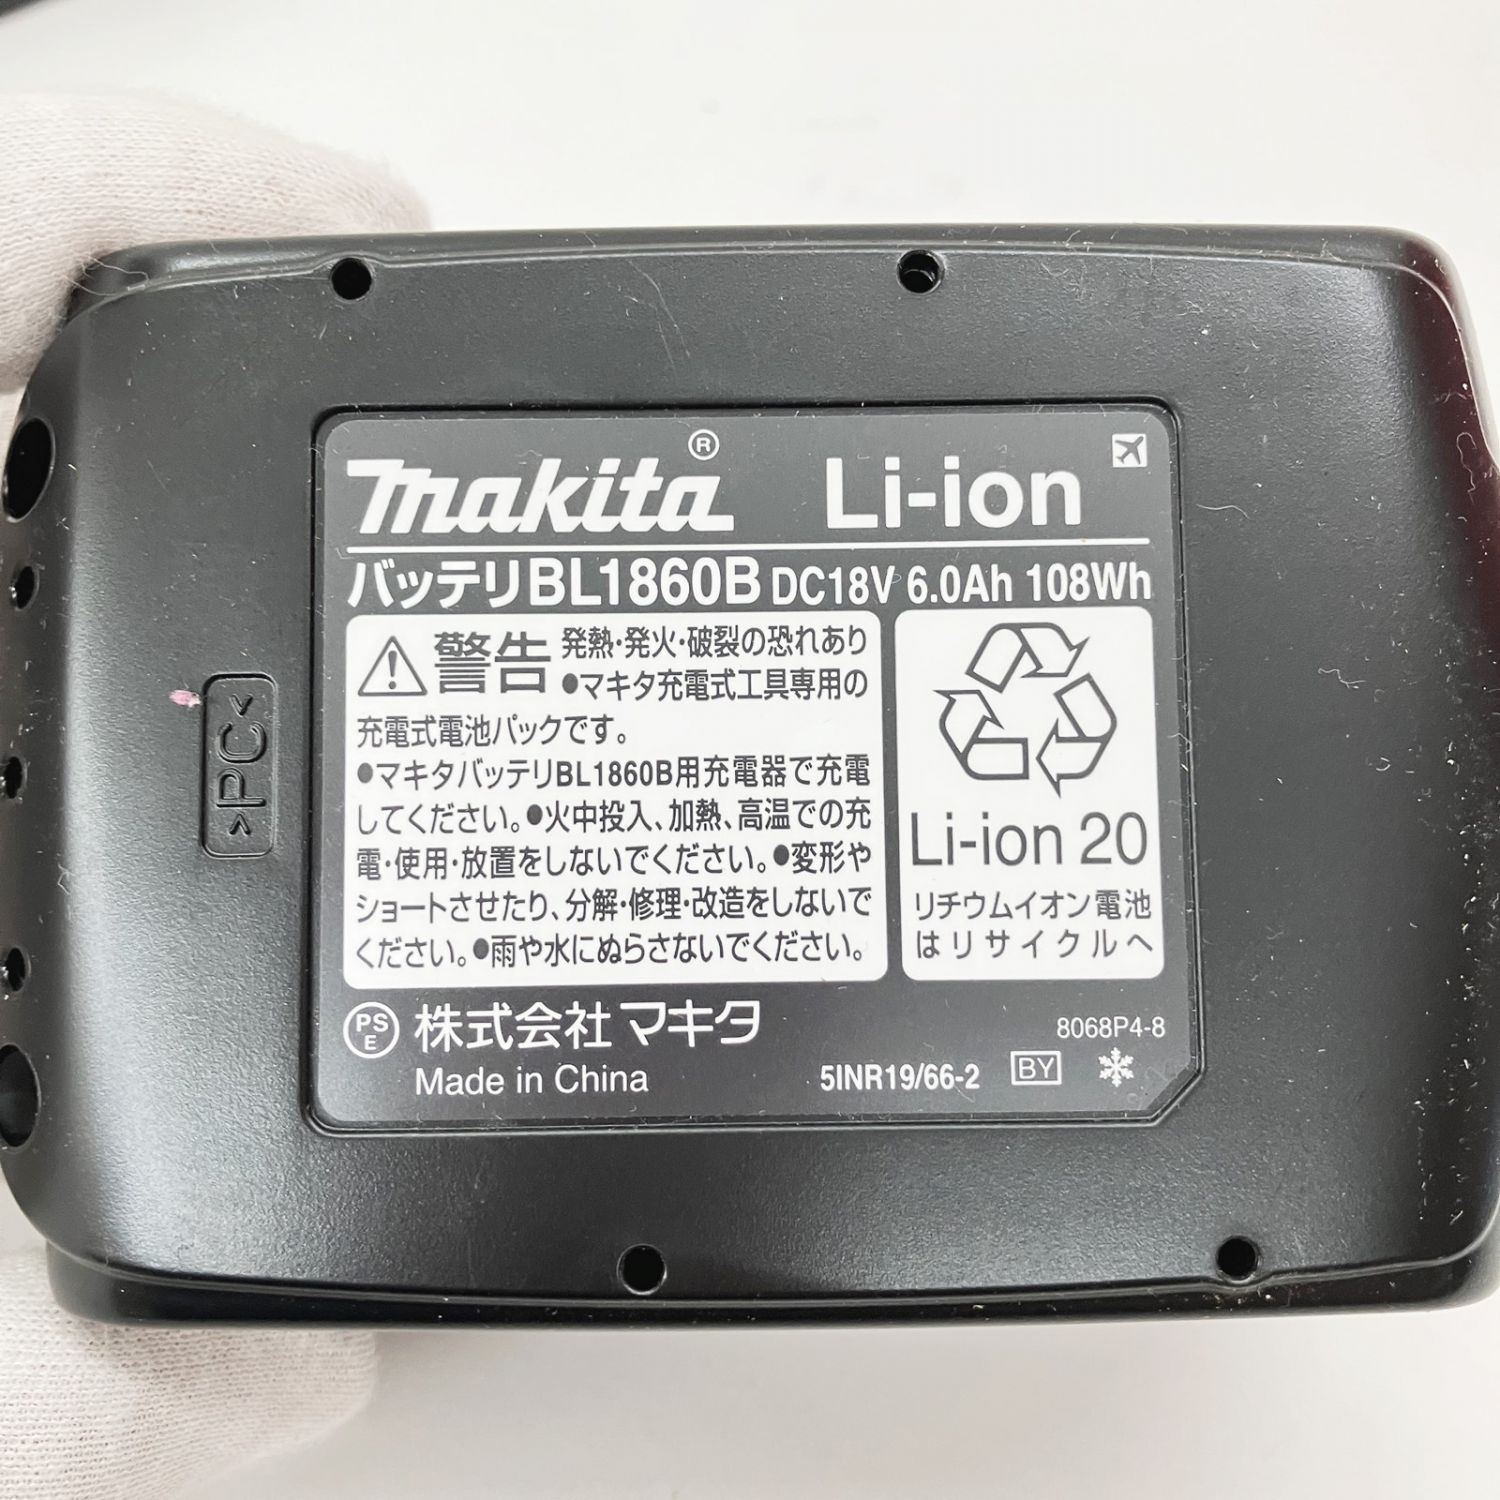 makita® Li-ion
バッテリBL1860B DC18V 6.0Ah 108Wh
警告 発熱・発火・破裂の恐れあり
●マキタ充電式工具専用の
充電式電池パックです。
●マキタバッテリBL1860B用充電器で充電
してください。●火中投入、加熱、高温での充
電・使用・放置をしないでください。●変形や
ショートさせたり、分解・修理・改造をしないで
ください。●雨や水にぬらさないでください。
Li-ion 20
リチウムイオン電池
はリサイクルへ
PSE 株式会社マキタ
8068P4-8
Made in China
5INR19/66-2 BY
>PC<